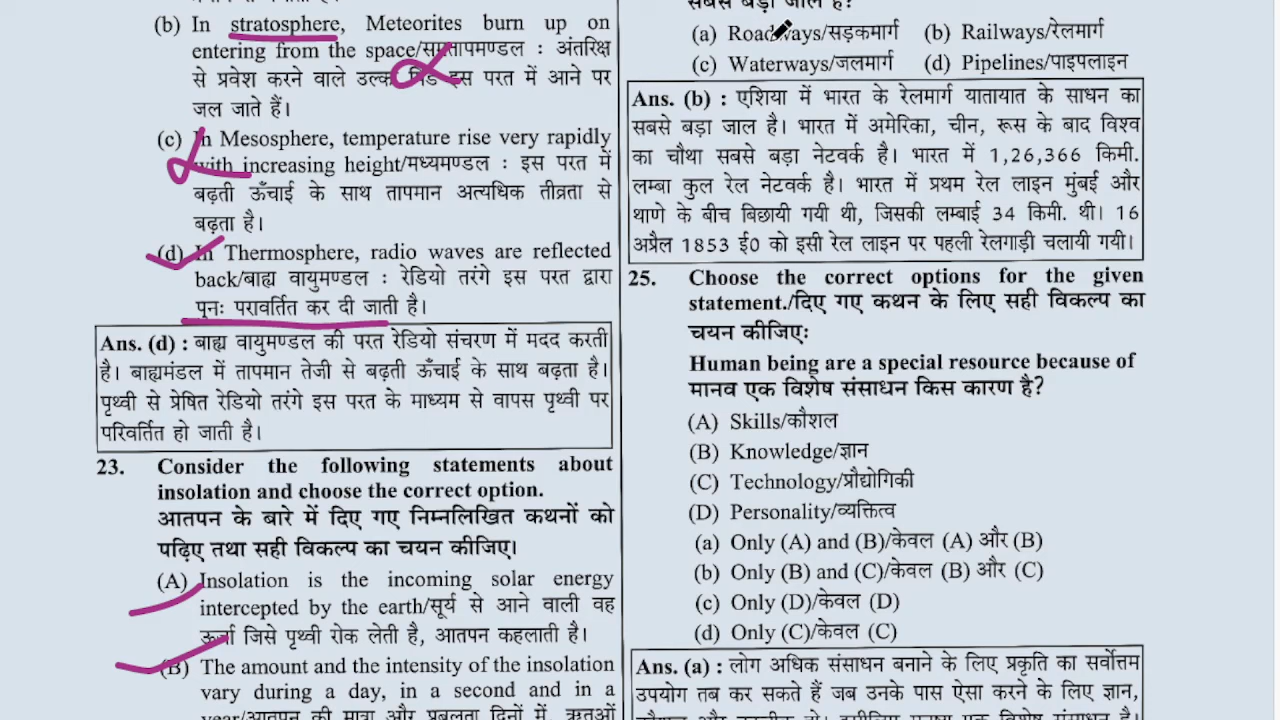 (b) In stratosphere, Meteorites burn up on
entering from the space/समतापमण्डल : अंतरिक्ष
से प्रवेश करने वाले उल्का पिंड इस परत में आने पर
जल जाते हैं।
(c) In Mesosphere, temperature rise very rapidly
with increasing height/मध्यमण्डल : इस परत में
बढ़ती ऊँचाई के साथ तापमान अत्यधिक तीव्रता से
बढ़ता है।
(d) In Thermosphere, radio waves are reflected
back/बाह्य वायुमण्डल : रेडियो तरंगे इस परत द्वारा
पुनः परावर्तित कर दी जाती है।
Ans. (d) : बाह्य वायुमण्डल की परत रेडियो संचरण में मदद करती
है। बाह्यमंडल में तापमान तेजी से बढ़ती ऊँचाई के साथ बढ़ता है।
पृथ्वी से प्रेषित रेडियो तरंगे इस परत के माध्यम से वापस पृथ्वी पर
परिवर्तित हो जाती है।
23. Consider the following statements about
insolation and choose the correct option.
आतपन के बारे में दिए गए निम्नलिखित कथनों को
पढ़िए तथा सही विकल्प का चयन कीजिए।
(A) Insolation is the incoming solar energy
intercepted by the earth/सूर्य से आने वाली वह
ऊर्जा जिसे पृथ्वी रोक लेती है, आतपन कहलाती है।
(B) The amount and the intensity of the insolation
vary during a day, in a second and in a
year/आतपन की मात्रा और प्रबलता दिनों में, ऋतुओं
सबसे बड़ा जाल है?
(a) Roadways/सड़कमार्ग (b) Railways/रेलमार्ग
(c) Waterways/जलमार्ग (d) Pipelines/पाइपलाइन
Ans. (b) : एशिया में भारत के रेलमार्ग यातायात के साधन का
सबसे बड़ा जाल है। भारत में अमेरिका, चीन, रूस के बाद विश्व
का चौथा सबसे बड़ा नेटवर्क है। भारत में 1,26,366 किमी.
लम्बा कुल रेल नेटवर्क है। भारत में प्रथम रेल लाइन मुंबई और
थाणे के बीच बिछायी गयी थी, जिसकी लम्बाई 34 किमी. थी। 16
अप्रैल 1853 ई0 को इसी रेल लाइन पर पहली रेलगाड़ी चलायी गयी।
25. Choose the correct options for the given
statement./दिए गए कथन के लिए सही विकल्प का
चयन कीजिएः
Human being are a special resource because of
मानव एक विशेष संसाधन किस कारण है?
(A) Skills/कौशल
(B) Knowledge/ज्ञान
(C) Technology/प्रौद्योगिकी
(D) Personality/व्यक्तित्व
(a) Only (A) and (B)/केवल (A) और (B)
(b) Only (B) and (C)/केवल (B) और (C)
(c) Only (D)/केवल (D)
(d) Only (C)/केवल (C)
Ans. (a) : लोग अधिक संसाधन बनाने के लिए प्रकृति का सर्वोत्तम
उपयोग तब कर सकते हैं जब उनके पास ऐसा करने के लिए ज्ञान,